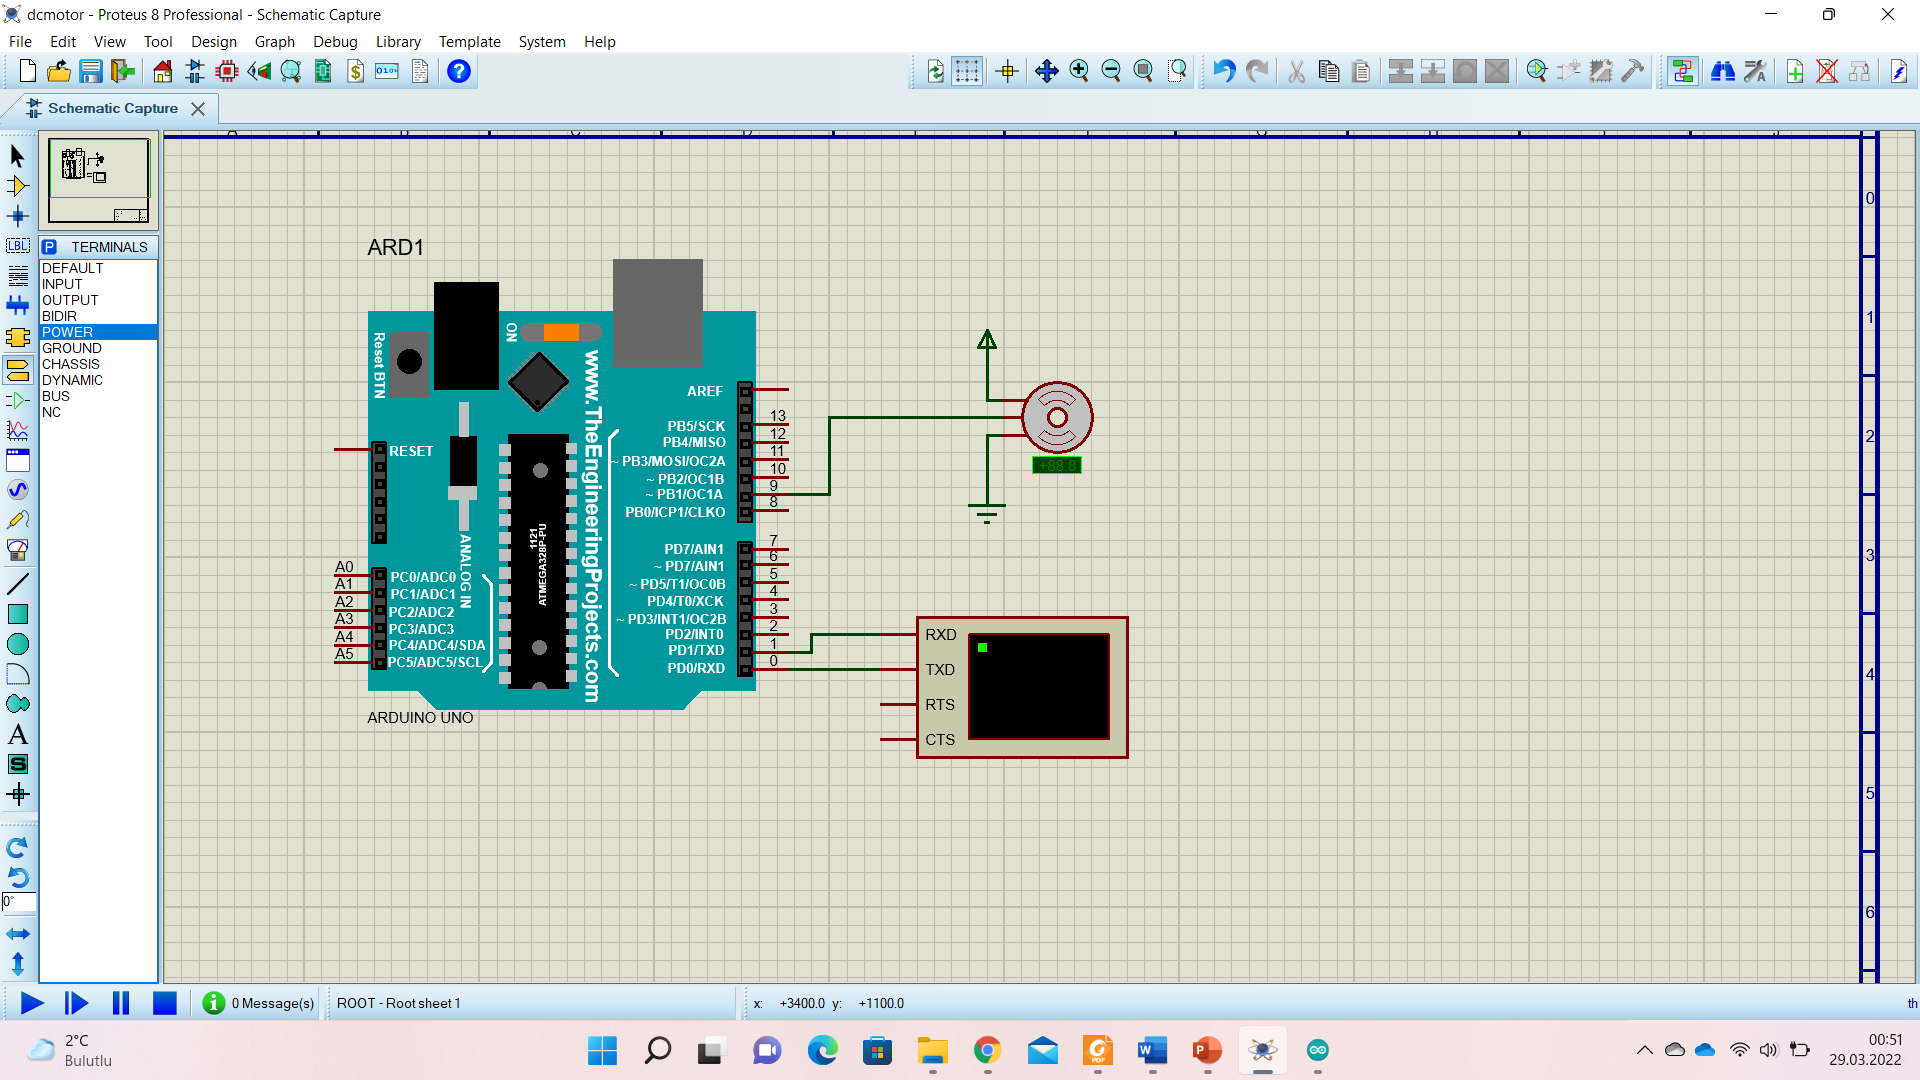 dcmotor - Proteus 8 Professional - Schematic Capture
File Edit View Tool Design Graph Debug Library Template System Help
Schematic Capture
LBL
P TERMINALS
DEFAULT
INPUT
OUTPUT
BIDIR
POWER
GROUND
CHASSIS
DYNAMIC
BUS
NC
A
S
0°
0
1
2
3
4
5
6
ARD1
Reset BTN
ON
www.TheEngineeringProjects.com
RESET
ANALOG IN
1121
ATMEGA328P-PU
AREF
PB5/SCK 13
PB4/MISO 12
~ PB3/MOSI/OC2A 11
~ PB2/OC1B 10
~ PB1/OC1A 9
PB0/ICP1/CLKO 8
PD7/AIN1 7
~ PD7/AIN1 6
~ PD5/T1/OC0B 5
PD4/T0/XCK 4
~ PD3/INT1/OC2B 3
PD2/INT0 2
PD1/TXD 1
PD0/RXD 0
A0 PC0/ADC0
A1 PC1/ADC1
A2 PC2/ADC2
A3 PC3/ADC3
A4 PC4/ADC4/SDA
A5 PC5/ADC5/SCL
ARDUINO UNO
+88.8
RXD
TXD
RTS
CTS
0 Message(s)
ROOT - Root sheet 1
x: +3400.0 y: +1100.0
th
2°C
Bulutlu
00:51
29.03.2022